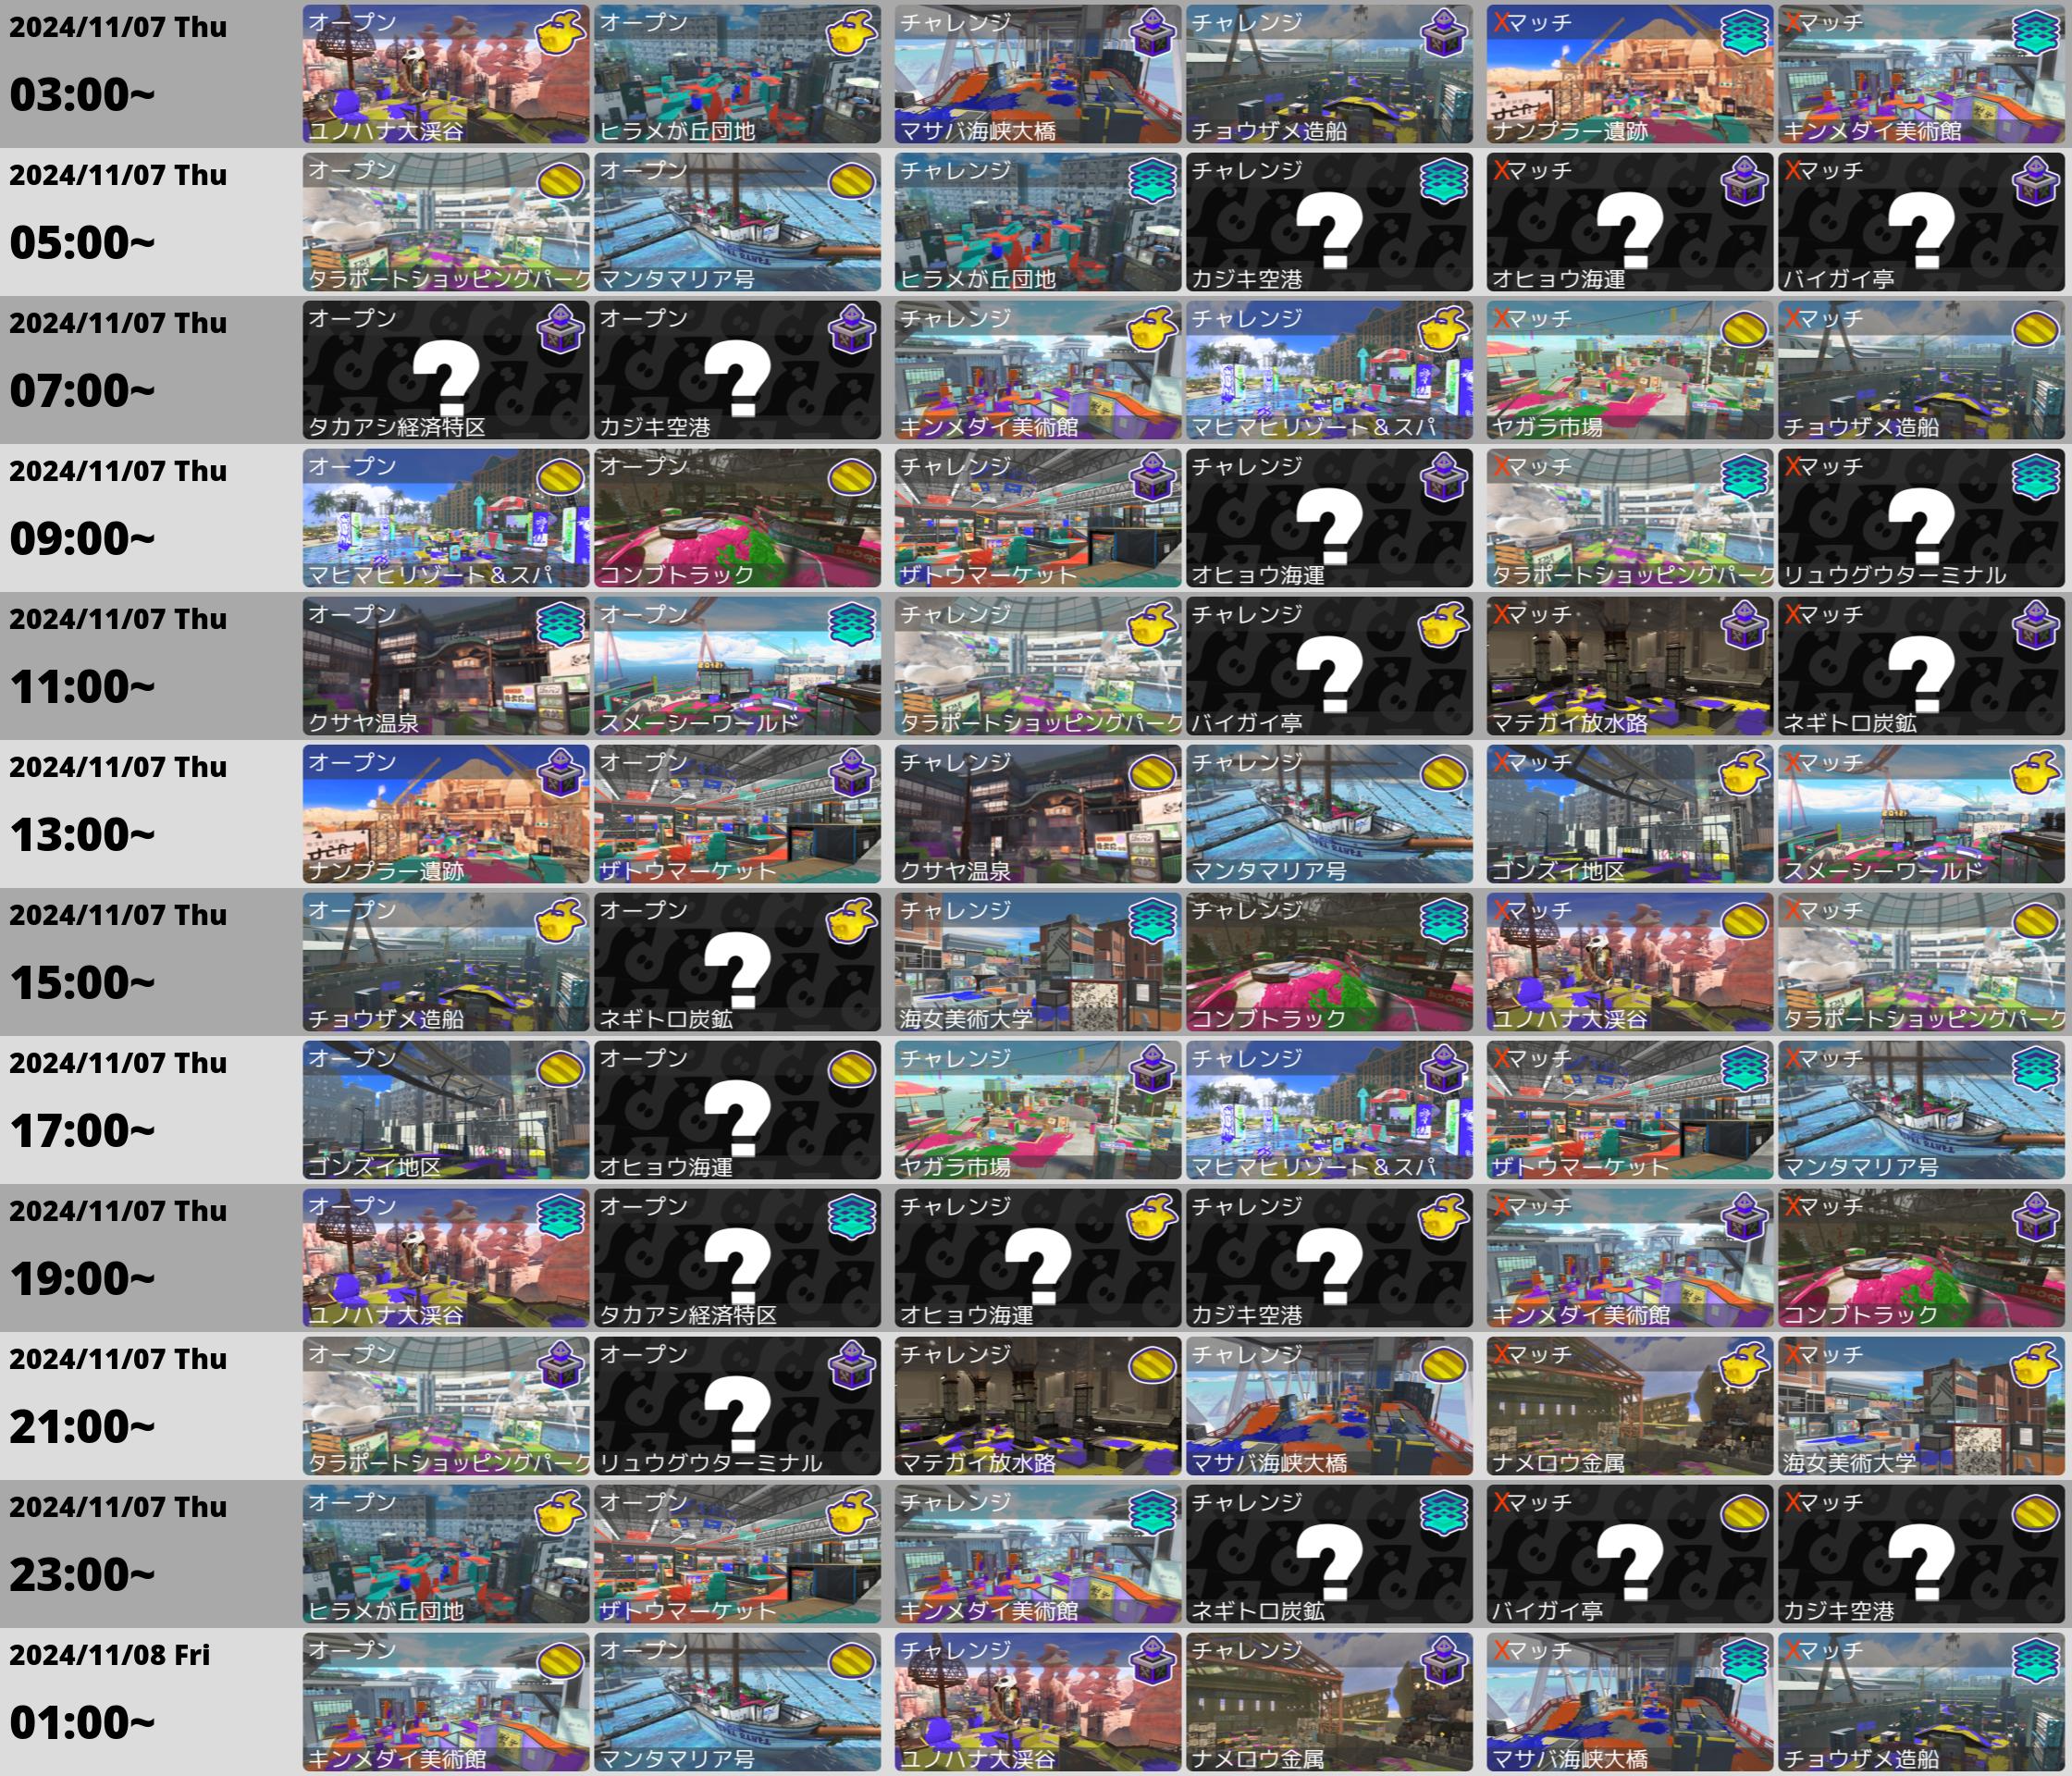 2024/11/07 Thu
03:00~
オープン
ユノハナ大渓谷
オープン
ヒラメが丘団地
チャレンジ
マサバ海峡大橋
チャレンジ
チョウザメ造船
Xマッチ
ナンプラー遺跡
Xマッチ
キンメダイ美術館
2024/11/07 Thu
05:00~
オープン
タラポートショッピングパーク
オープン
マンタマリア号
チャレンジ
ヒラメが丘団地
チャレンジ
カジキ空港
Xマッチ
オヒョウ海運
Xマッチ
バイガイ亭
2024/11/07 Thu
07:00~
オープン
タカアシ経済特区
オープン
カジキ空港
チャレンジ
キンメダイ美術館
チャレンジ
マヒマヒリゾート&スパ
Xマッチ
ヤガラ市場
Xマッチ
チョウザメ造船
2024/11/07 Thu
09:00~
オープン
マヒマヒリゾート&スパ
オープン
コンブトラック
チャレンジ
ザトウマーケット
チャレンジ
オヒョウ海運
Xマッチ
タラポートショッピングパーク
Xマッチ
リュウグウターミナル
2024/11/07 Thu
11:00~
オープン
クサヤ温泉
オープン
スメーシーワールド
チャレンジ
タラポートショッピングパーク
チャレンジ
バイガイ亭
Xマッチ
マテガイ放水路
Xマッチ
ネギトロ炭鉱
2024/11/07 Thu
13:00~
オープン
ナンプラー遺跡
オープン
ザトウマーケット
チャレンジ
クサヤ温泉
チャレンジ
マンタマリア号
Xマッチ
ゴンズイ地区
Xマッチ
スメーシーワールド
2024/11/07 Thu
15:00~
オープン
チョウザメ造船
オープン
ネギトロ炭鉱
チャレンジ
海女美術大学
チャレンジ
コンブトラック
Xマッチ
ユノハナ大渓谷
Xマッチ
タラポートショッピングパーク
2024/11/07 Thu
17:00~
オープン
ゴンズイ地区
オープン
オヒョウ海運
チャレンジ
ヤガラ市場
チャレンジ
マヒマヒリゾート&スパ
Xマッチ
ザトウマーケット
Xマッチ
マンタマリア号
2024/11/07 Thu
19:00~
オープン
ユノハナ大渓谷
オープン
タカアシ経済特区
チャレンジ
オヒョウ海運
チャレンジ
カジキ空港
Xマッチ
キンメダイ美術館
Xマッチ
コンブトラック
2024/11/07 Thu
21:00~
オープン
タラポートショッピングパーク
オープン
リュウグウターミナル
チャレンジ
マテガイ放水路
チャレンジ
マサバ海峡大橋
Xマッチ
ナメロウ金属
Xマッチ
海女美術大学
2024/11/07 Thu
23:00~
オープン
ヒラメが丘団地
オープン
ザトウマーケット
チャレンジ
キンメダイ美術館
チャレンジ
ネギトロ炭鉱
Xマッチ
バイガイ亭
Xマッチ
カジキ空港
2024/11/08 Fri
01:00~
オープン
キンメダイ美術館
オープン
マンタマリア号
チャレンジ
ユノハナ大渓谷
チャレンジ
ナメロウ金属
Xマッチ
マサバ海峡大橋
Xマッチ
チョウザメ造船